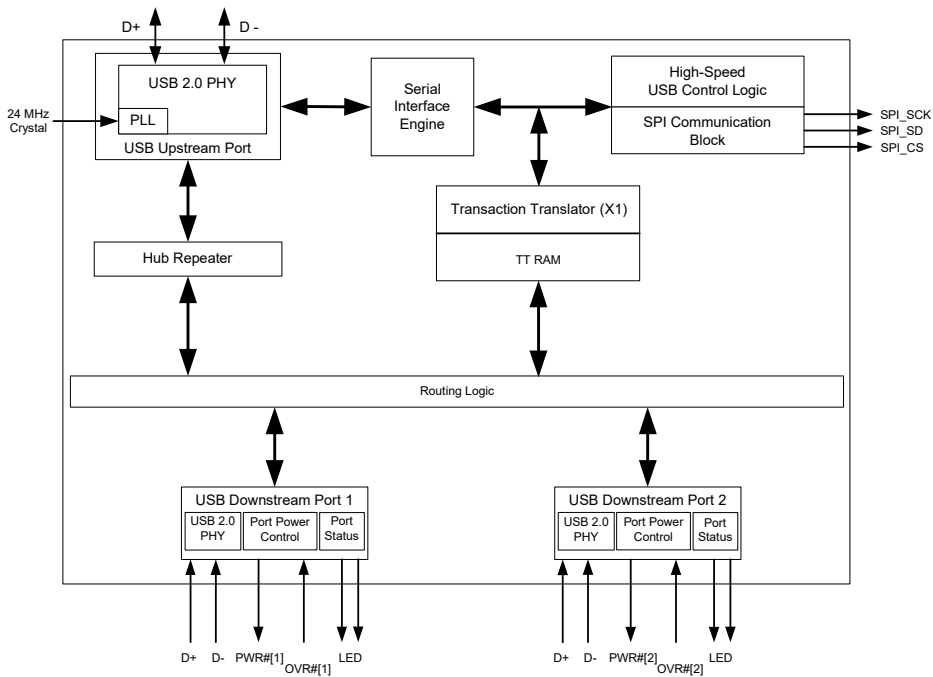 D+
D -
USB 2.0 PHY
PLL
USB Upstream Port
24 MHz
Crystal
Serial
Interface
Engine
High-Speed
USB Control Logic
SPI Communication
Block
SPI_SCK
SPI_SD
SPI_CS
Transaction Translator (X1)
TT RAM
Hub Repeater
Routing Logic
USB Downstream Port 1
USB 2.0
PHY
Port Power
Control
Port
Status
USB Downstream Port 2
USB 2.0
PHY
Port Power
Control
Port
Status
D+
D-
PWR#[1]
OVR#[1]
LED
D+
D-
PWR#[2]
OVR#[2]
LED